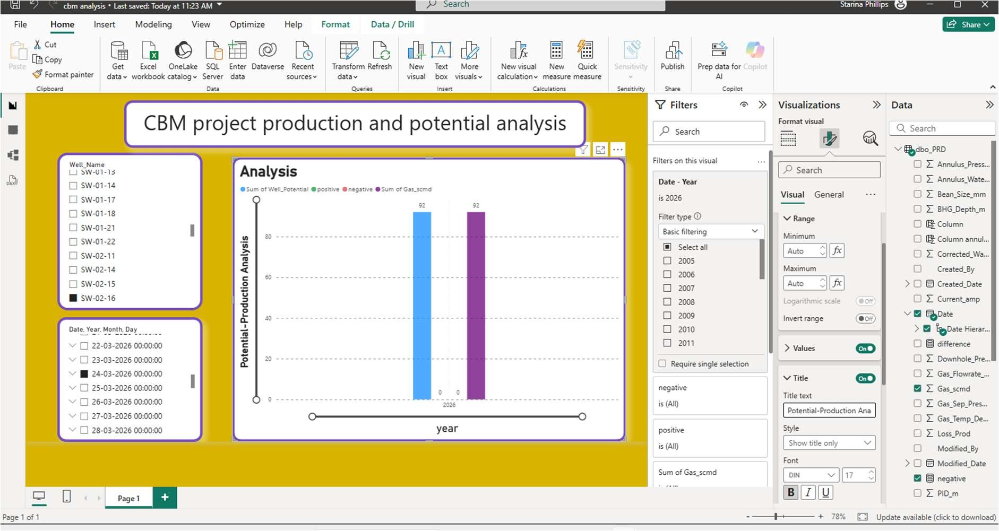 cbm analysis • Last saved: Today at 11:23 AM
Search
Starina Phillips
File
Home
Insert
Modeling
View
Optimize
Help
Format
Data / Drill
Share
Paste
Cut
Copy
Format painter
Clipboard
Get data
Excel workbook
OneLake catalog
SQL Server
Enter data
Dataverse
Recent sources
Data
Transform data
Refresh
Queries
New visual
Text box
More visuals
Insert
New visual calculation
New measure
Quick measure
Calculations
Sensitivity
Sensitivity
Publish
Share
Prep data for AI
Copilot
Copilot
CBM project production and potential analysis
Well_Name
SW-01-13
SW-01-14
SW-01-17
SW-01-18
SW-01-21
SW-01-22
SW-02-11
SW-02-14
SW-02-15
SW-02-16
Date, Year, Month, Day
22-03-2026 00:00:00
23-03-2026 00:00:00
24-03-2026 00:00:00
25-03-2026 00:00:00
26-03-2026 00:00:00
27-03-2026 00:00:00
28-03-2026 00:00:00
Analysis
Sum of Well_Potential
positive
negative
Sum of Gas_scmd
Potential-Production Analysis
92
92
80
60
40
20
0
0
0
2026
year
Filters
Search
Filters on this visual
...
Date - Year
is 2026
Filter type
Basic filtering
Select all
2005
2006
2007
2008
2009
2010
2011
Require single selection
negative
is (All)
positive
is (All)
Sum of Gas_scmd
Visualizations
Format visual
Search
Visual
General
...
Range
Minimum
Auto
fx
Maximum
Auto
fx
Logarithmic scale
Off
Invert range
Off
Values
On
Title
On
Title text
Potential-Production Ana
Style
Show title only
Font
DIN
17
B
I
U
Data
Search
dbo_PRD
Annulus_Press...
Annulus_Wate...
Bean_Size_mm
BHG_Depth_m
Column
Column annul...
Corrected_Wa...
Created_By
Created_Date
Current_amp
Date
Date Hierar...
difference
Downhole_Pre...
Gas_Flowrate_...
Gas_scmd
Gas_Sep_Pres...
Gas_Temp_De...
Loss_Prod
Modified_By
Modified_Date
negative
PID_m
Page 1
+
Page 1 of 1
-
+
78%
Update available (click to download)